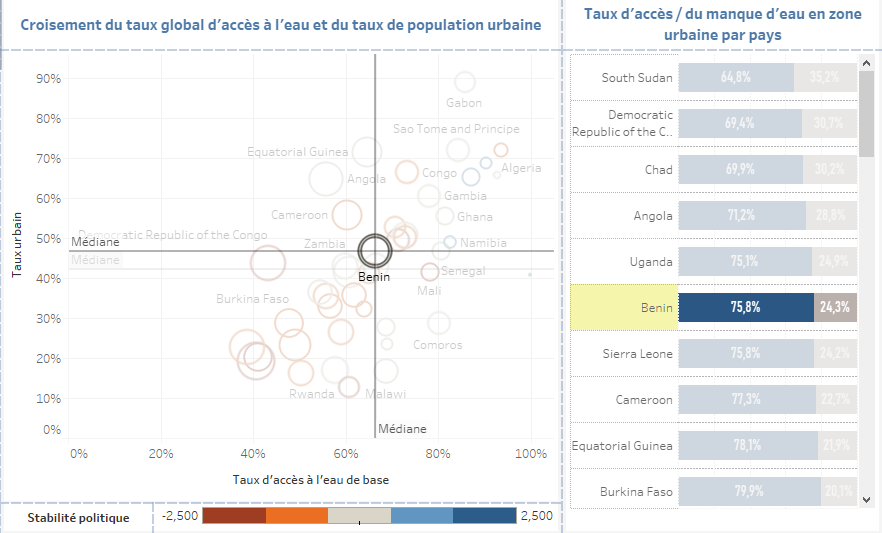 Croisement du taux global d'accès à l'eau et du taux de population urbaine
Taux urbain
90%
80%
70%
60%
50%
40%
30%
20%
10%
0%
Gabon
Sao Tome and Principe
Equatorial Guinea
Angola
Congo
Algeria
Gambia
Cameroon
Ghana
Democratic Republic of the Congo
Médiane
Zambia
Namibia
Médiane
Benin
Senegal
Mali
Burkina Faso
Comoros
Rwanda
Malawi
Médiane
0%
20%
40%
60%
80%
100%
Taux d'accès à l'eau de base
Stabilité politique
-2,500
2,500
Taux d'accès / du manque d'eau en zone
urbaine par pays
South Sudan 64,8% 35,2%
Democratic
Republic of the C.. 69,4% 30,7%
Chad 69,9% 30,2%
Angola 71,2% 28,8%
Uganda 75,1% 24,9%
Benin 75,8% 24,3%
Sierra Leone 75,8% 24,2%
Cameroon 77,3% 22,7%
Equatorial Guinea 78,1% 21,9%
Burkina Faso 79,9% 20,1%